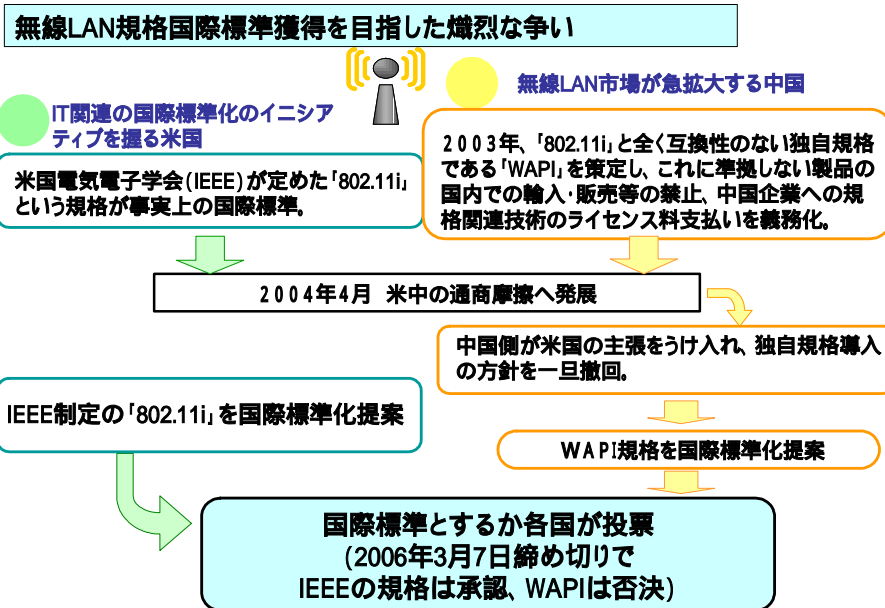 無線LAN規格国際標準獲得を目指した熾烈な争い
IT関連の国際標準化のイニシア
ティブを握る米国
無線LAN市場が急拡大する中国
米国電気電子学会(IEEE)が定めた「802.11i」
という規格が事実上の国際標準。
2003年、「802.11i」と全く互換性のない独自規格
である「WAPI」を策定し、これに準拠しない製品の
国内での輸入・販売等の禁止、中国企業への規
格関連技術のライセンス料支払いを義務化。
2004年4月 米中の通商摩擦へ発展
中国側が米国の主張をうけ入れ、独自規格導入
の方針を一旦撤回。
IEEE制定の「802.11i」を国際標準化提案
WAPI規格を国際標準化提案
国際標準とするか各国が投票
(2006年3月7日締め切りで
IEEEの規格は承認、WAPIは否決)